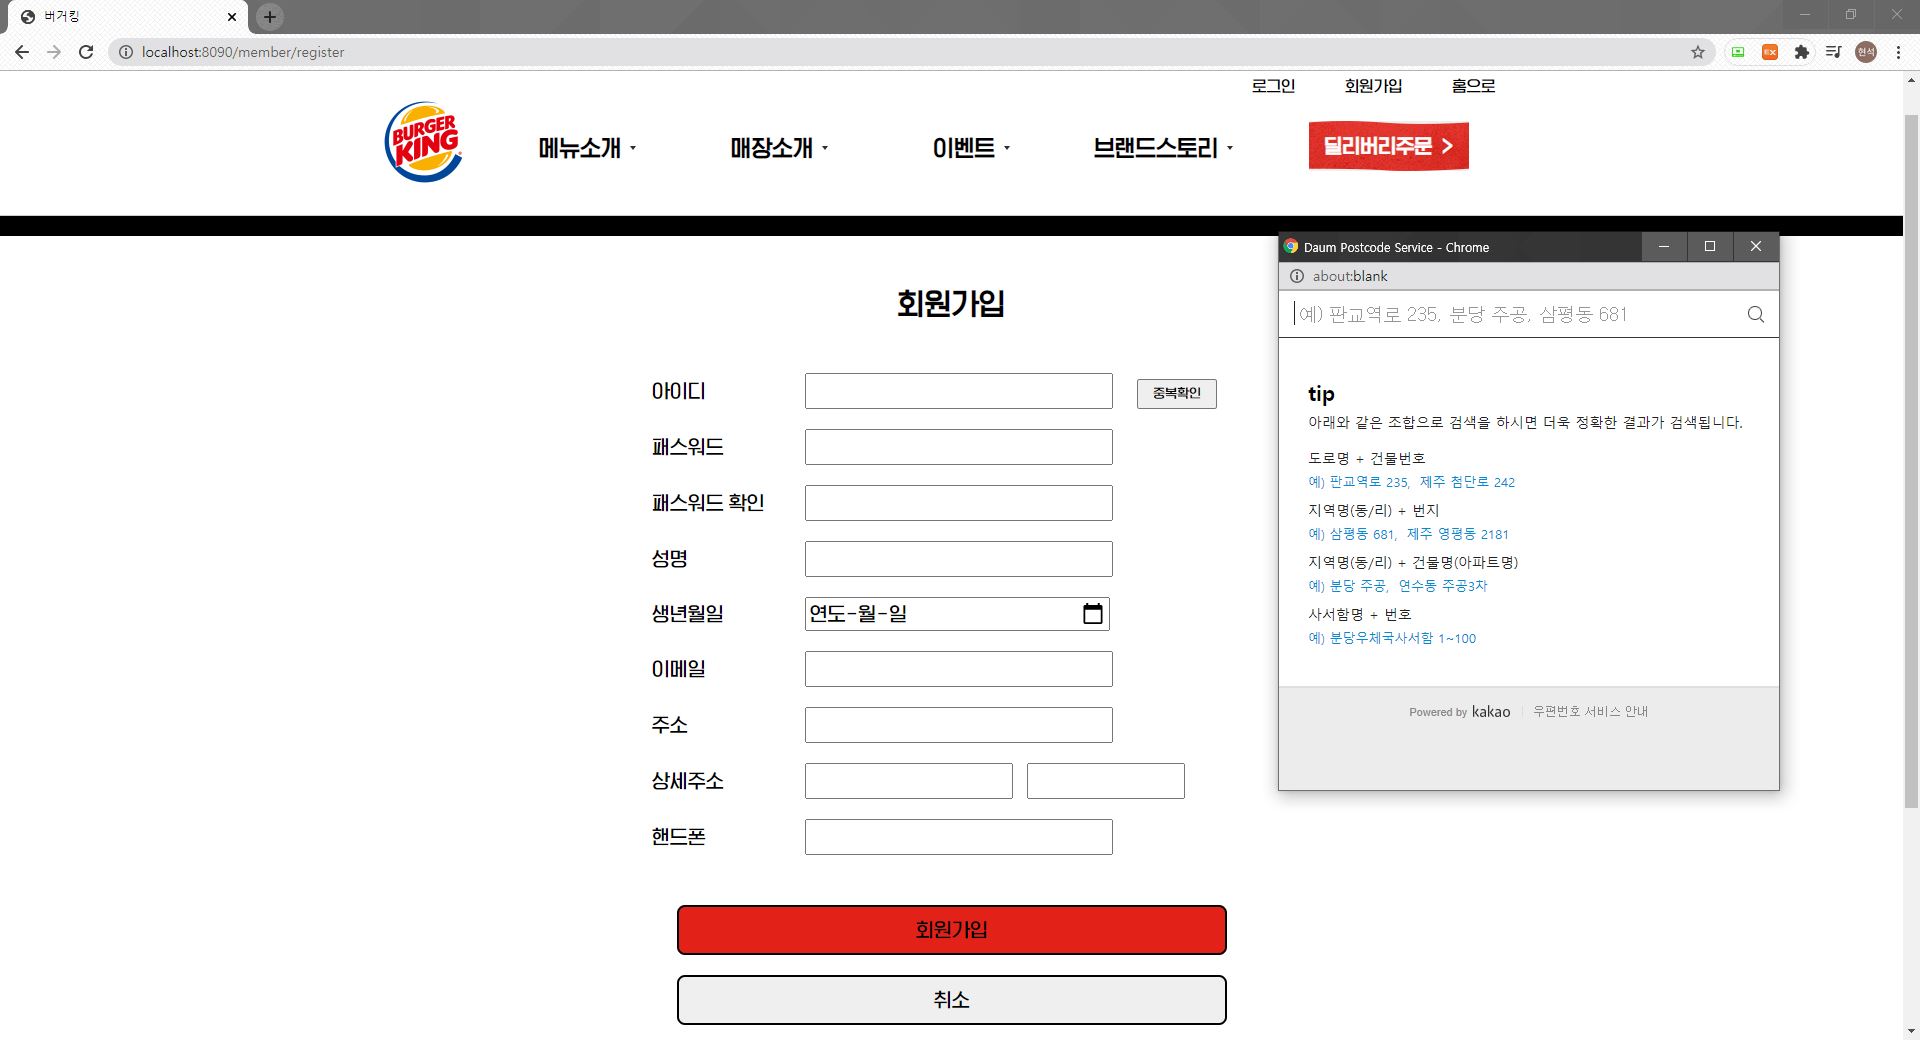 버거킹
localhost:8090/member/register
EX
현석
로그인 회원가입 홈으로
BURGER
KING
메뉴소개 매장소개 이벤트 브랜드스토리 딜리버리주문
Daum Postcode Service - Chrome
about:blank
예) 판교역로 235, 분당 주공, 삼평동 681
회원가입
아이디 중복확인
패스워드
패스워드 확인
성명
생년월일 연도-월-일
이메일
주소
상세주소
핸드폰
회원가입
취소
tip
아래와 같은 조합으로 검색을 하시면 더욱 정확한 결과가 검색됩니다.
도로명 + 건물번호
예) 판교역로 235, 제주 첨단로 242
지역명(동/리) + 번지
예) 삼평동 681, 제주 영평동 2181
지역명(동/리) + 건물명(아파트명)
예) 분당 주공, 연수동 주공3차
사서함명 + 번호
예) 분당우체국사서함 1~100
Powered by kakao 우편번호 서비스 안내